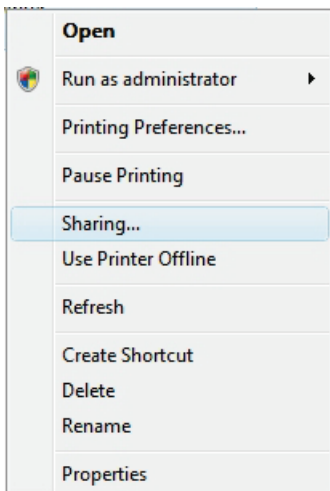 Open
Run as administrator
Printing Preferences...
Pause Printing
Sharing...
Use Printer Offline
Refresh
Create Shortcut
Delete
Rename
Properties